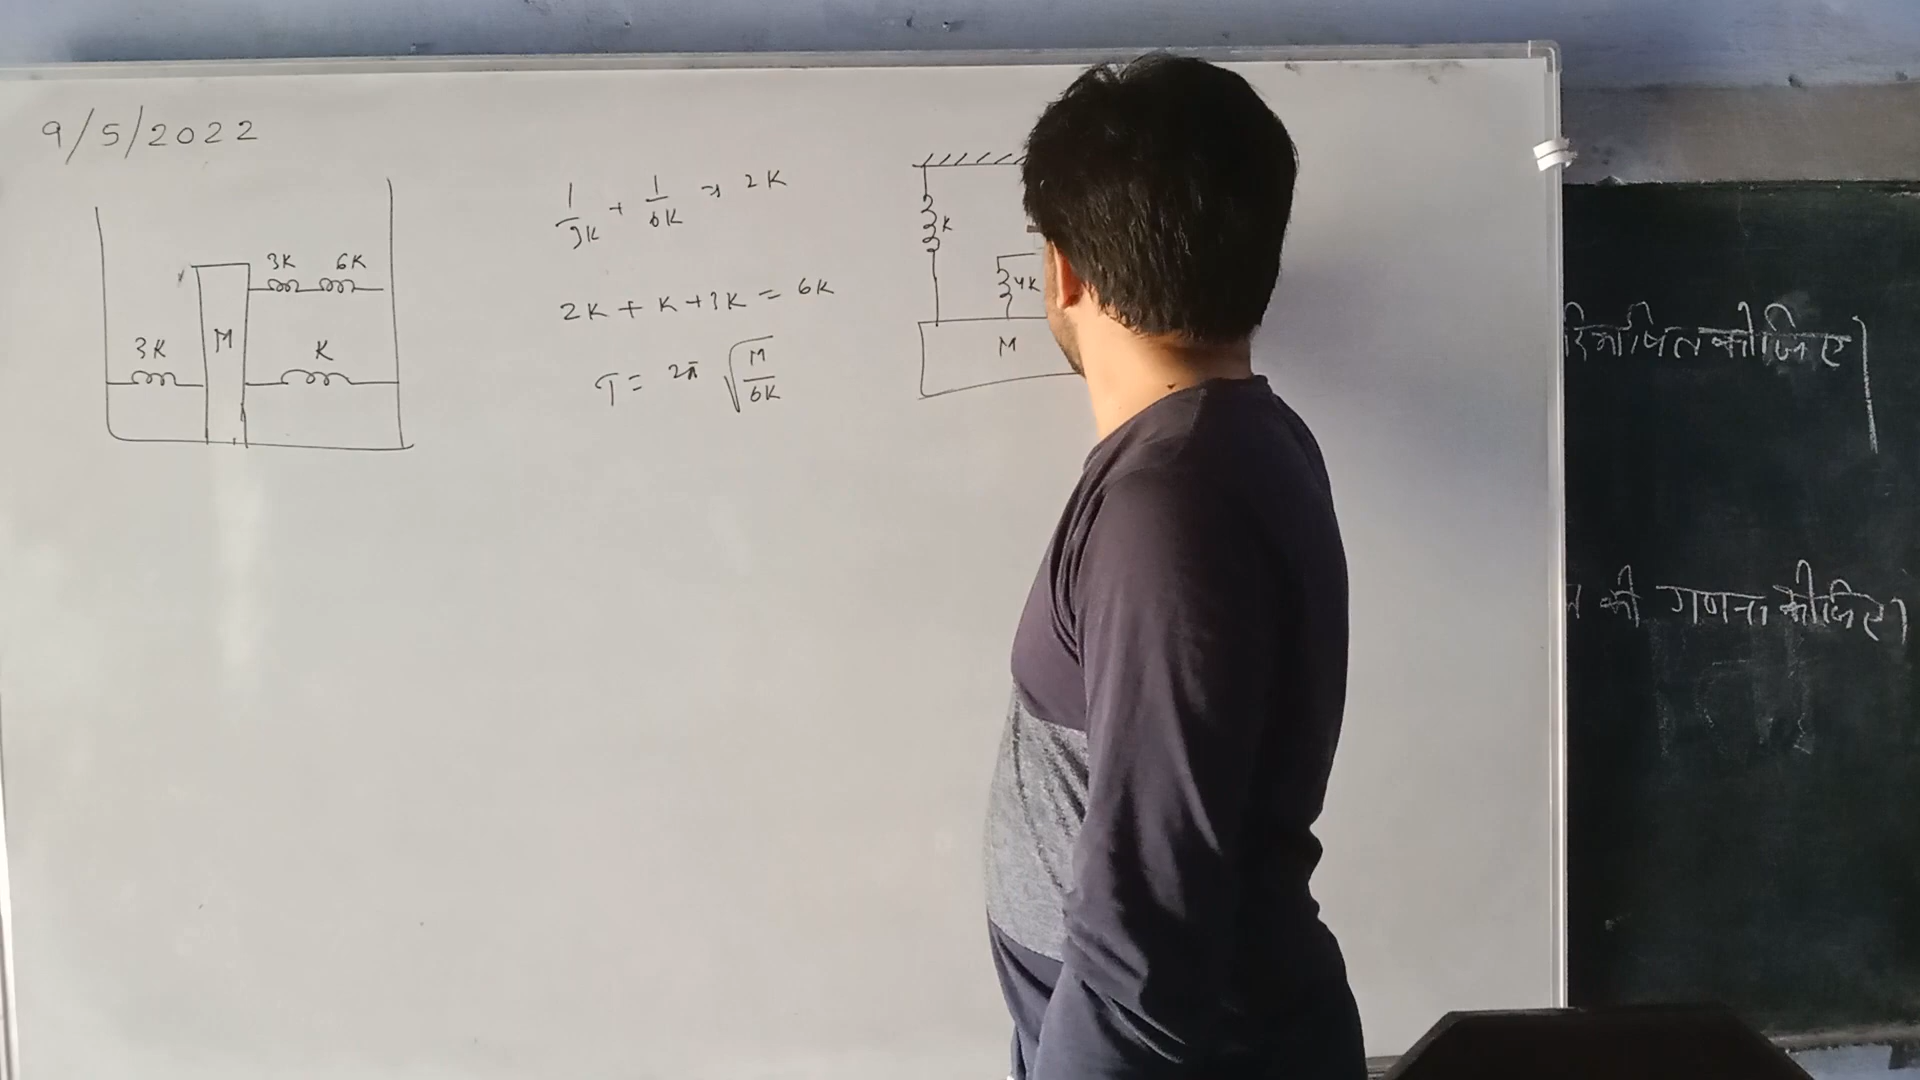 9/5/2022
3K 6K
3K M K
1/3K + 1/6K ⇒ 2K
2K + K + 3K = 6K
T = 2π √M/6K
K
4K
M
की गणना कीजिए।